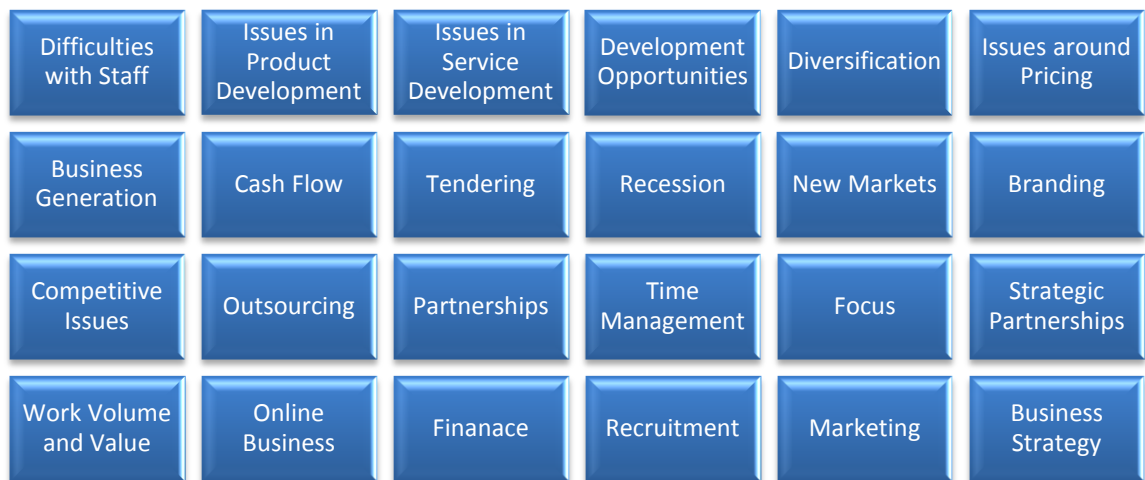 Difficulties
with Staff
Issues in
Product
Development
Issues in
Service
Development
Development
Opportunities
Diversification
Issues around
Pricing
Business
Generation
Cash Flow
Tendering
Recession
New Markets
Branding
Competitive
Issues
Outsourcing
Partnerships
Time
Management
Focus
Strategic
Partnerships
Work Volume
and Value
Online
Business
Finanace
Recruitment
Marketing
Business
Strategy